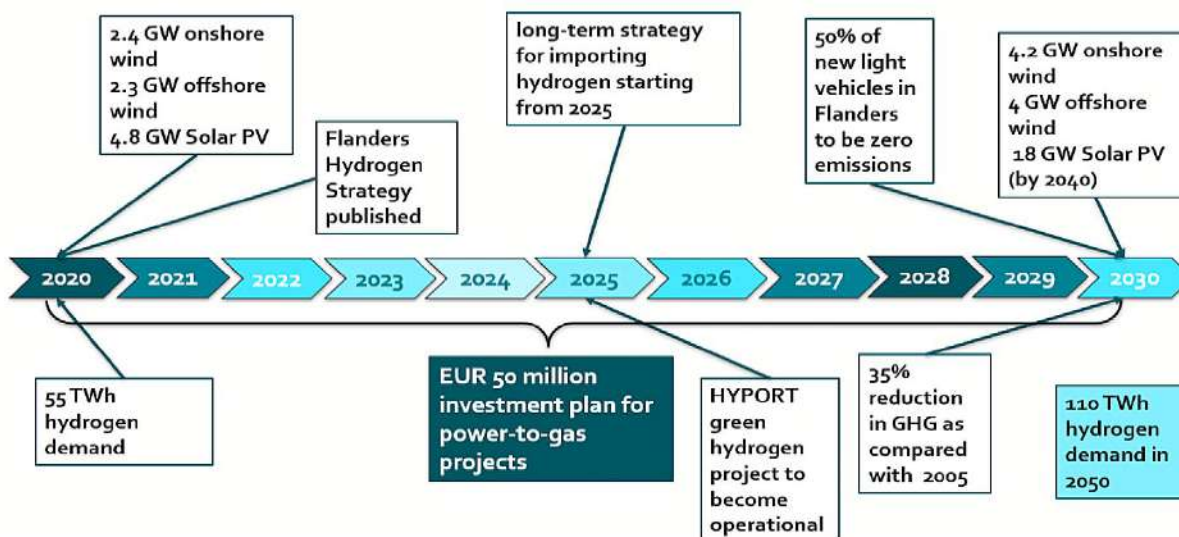 2.4 GW onshore
wind
2.3 GW offshore
wind
4.8 GW Solar PV
Flanders
Hydrogen
Strategy
published
long-term strategy
for importing
hydrogen starting
from 2025
50% of
new light
vehicles in
Flanders
to be zero
emissions
4.2 GW onshore
wind
4 GW offshore
wind
18 GW Solar PV
(by 2040)
2020
2021
2022
2023
2024
2025
2026
2027
2028
2029
2030
55 TWh
hydrogen
demand
EUR 50 million
investment plan for
power-to-gas
projects
HYPORT
green
hydrogen
project to
become
operational
35%
reduction
in GHG as
compared
with 2005
110 TWh
hydrogen
demand in
2050